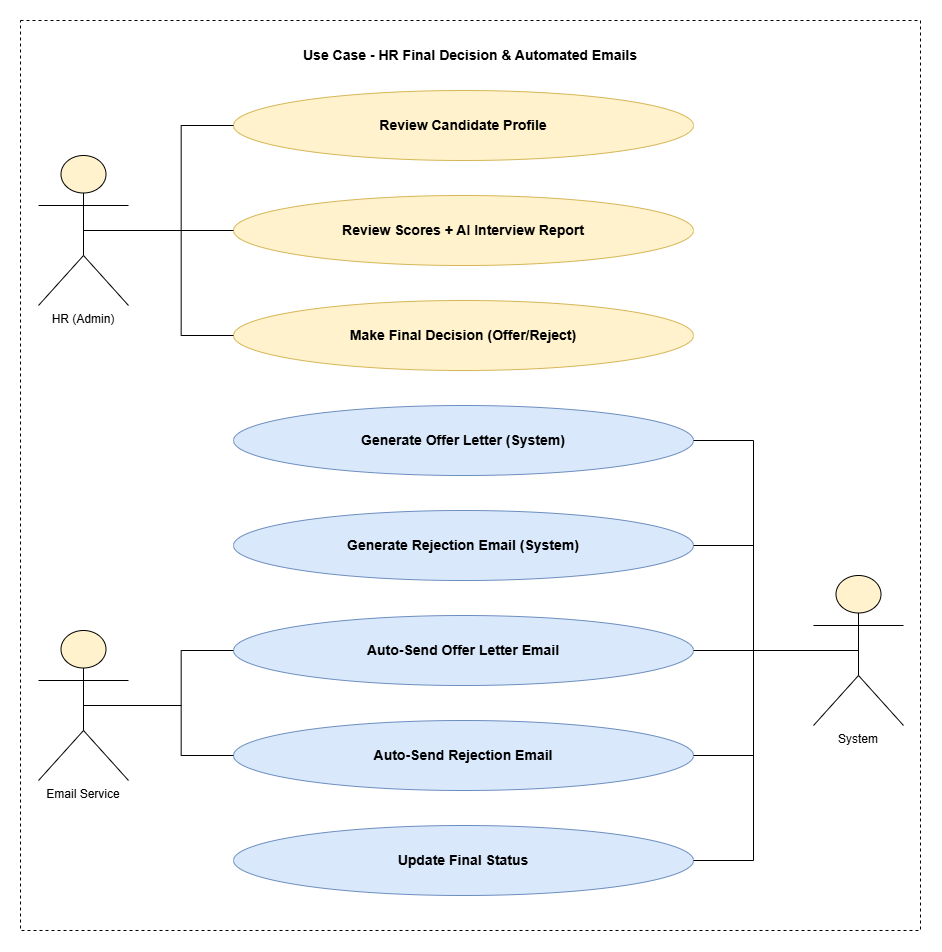 Use Case - HR Final Decision & Automated Emails
Review Candidate Profile
Review Scores + AI Interview Report
HR (Admin)
Make Final Decision (Offer/Reject)
Generate Offer Letter (System)
Generate Rejection Email (System)
Auto-Send Offer Letter Email
System
Auto-Send Rejection Email
Email Service
Update Final Status